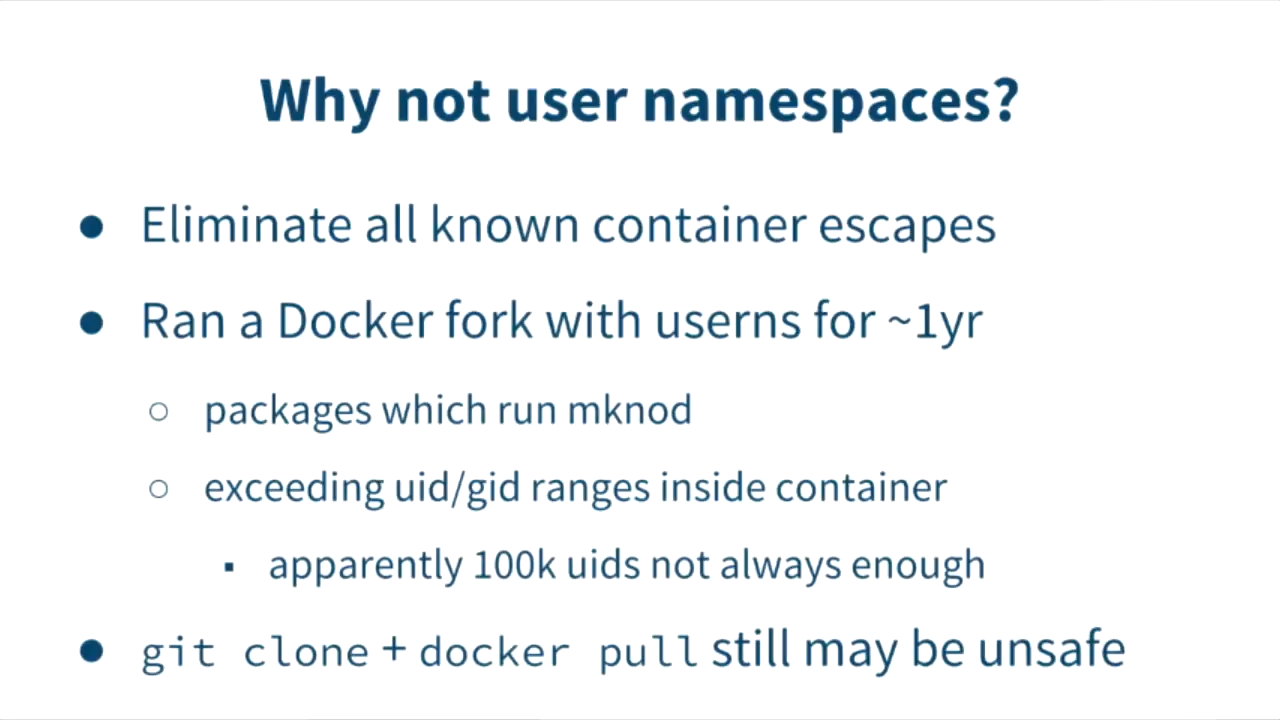 Why not user namespaces?
● Eliminate all known container escapes
● Ran a Docker fork with userns for ~1yr
○ packages which run mknod
○ exceeding uid/gid ranges inside container
▪ apparently 100k uids not always enough
● git clone + docker pull still may be unsafe